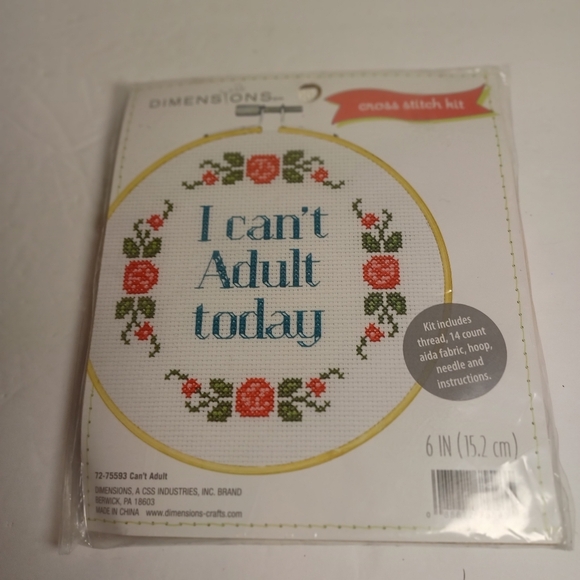 DIMENSIONS
cross stitch kit
I can't
Adult
today
Kit includes
thread, 14 count
aida fabric, hoop,
needle and
instructions.
6 IN (15.2 cm)
72-75593 Can't Adult
DIMENSIONS, A CSS INDUSTRIES, INC. BRAND
BERWICK, PA 18603
MADE IN CHINA www.dimensions-crafts.com